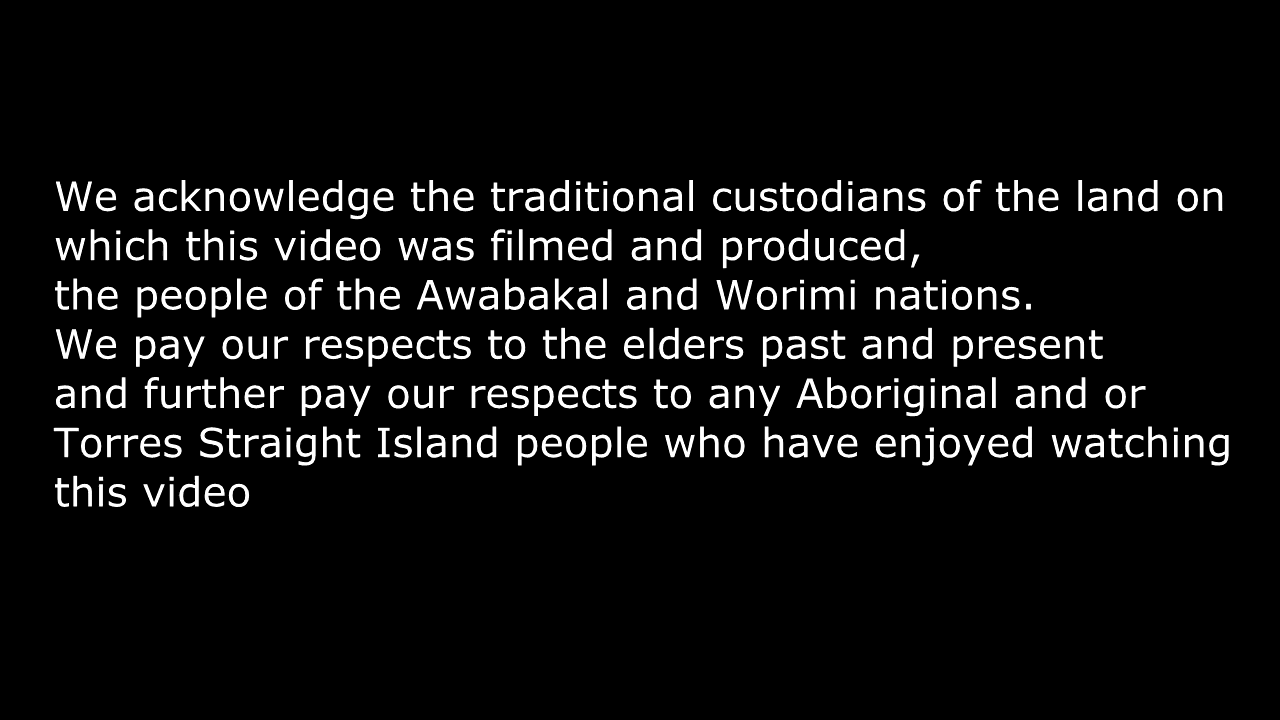 We acknowledge the traditional custodians of the land on
which this video was filmed and produced,
the people of the Awabakal and Worimi nations.
We pay our respects to the elders past and present
and further pay our respects to any Aboriginal and or
Torres Straight Island people who have enjoyed watching
this video